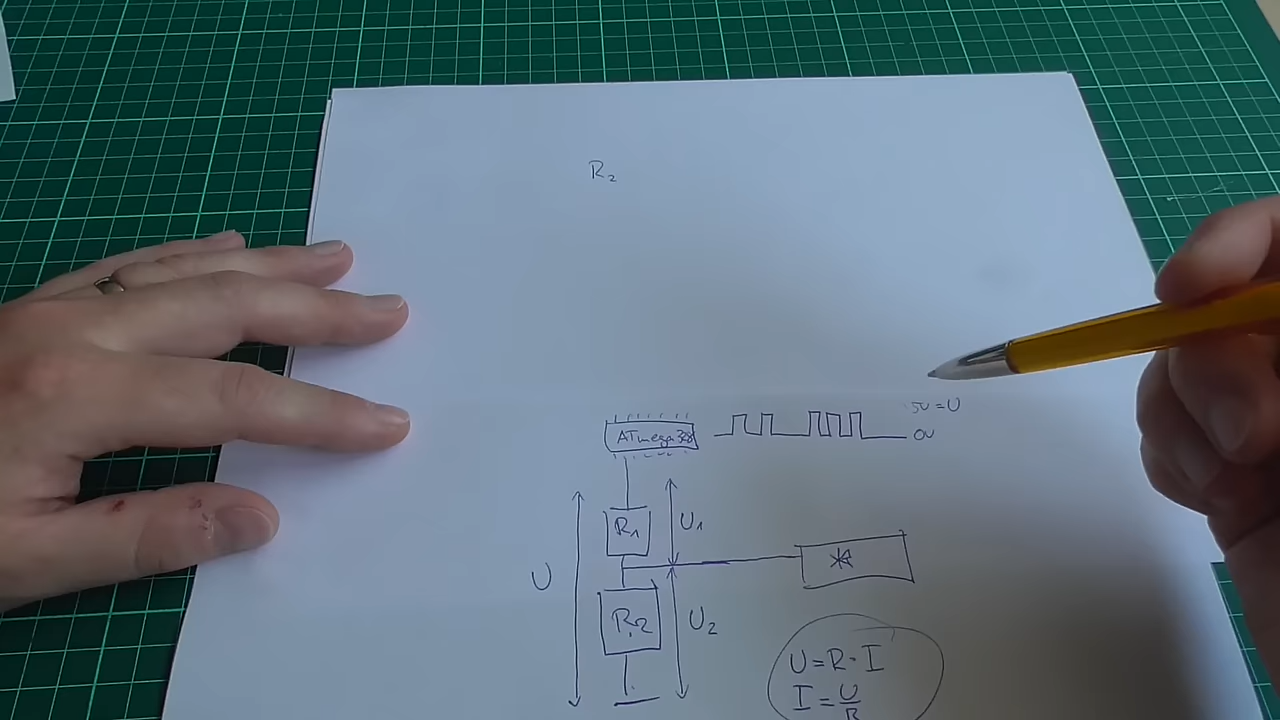 R₂
ATmega328
5V=U
0V
R₁
U₁
U
R2
U₂
U=R·I
I=U/R